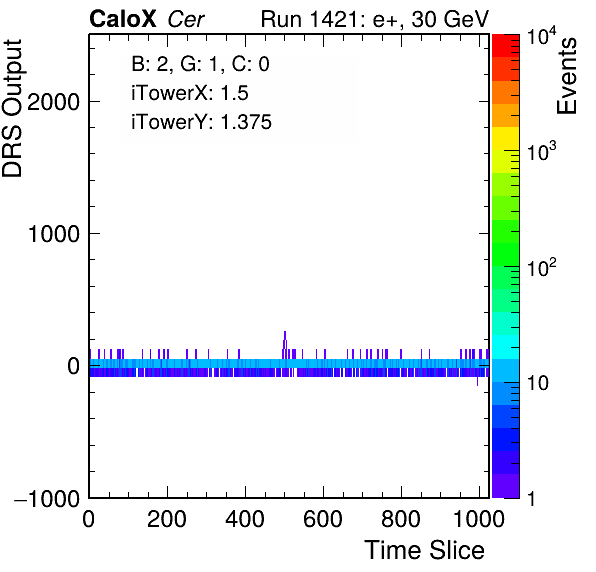 CaloX Cer Run 1421: e+, 30 GeV
B: 2, G: 1, C: 0
iTowerX: 1.5
iTowerY: 1.375
DRS Output
2000
1000
0
−1000
0 200 400 600 800 1000
Time Slice
Events
10^4
10^3
10^2
10
1